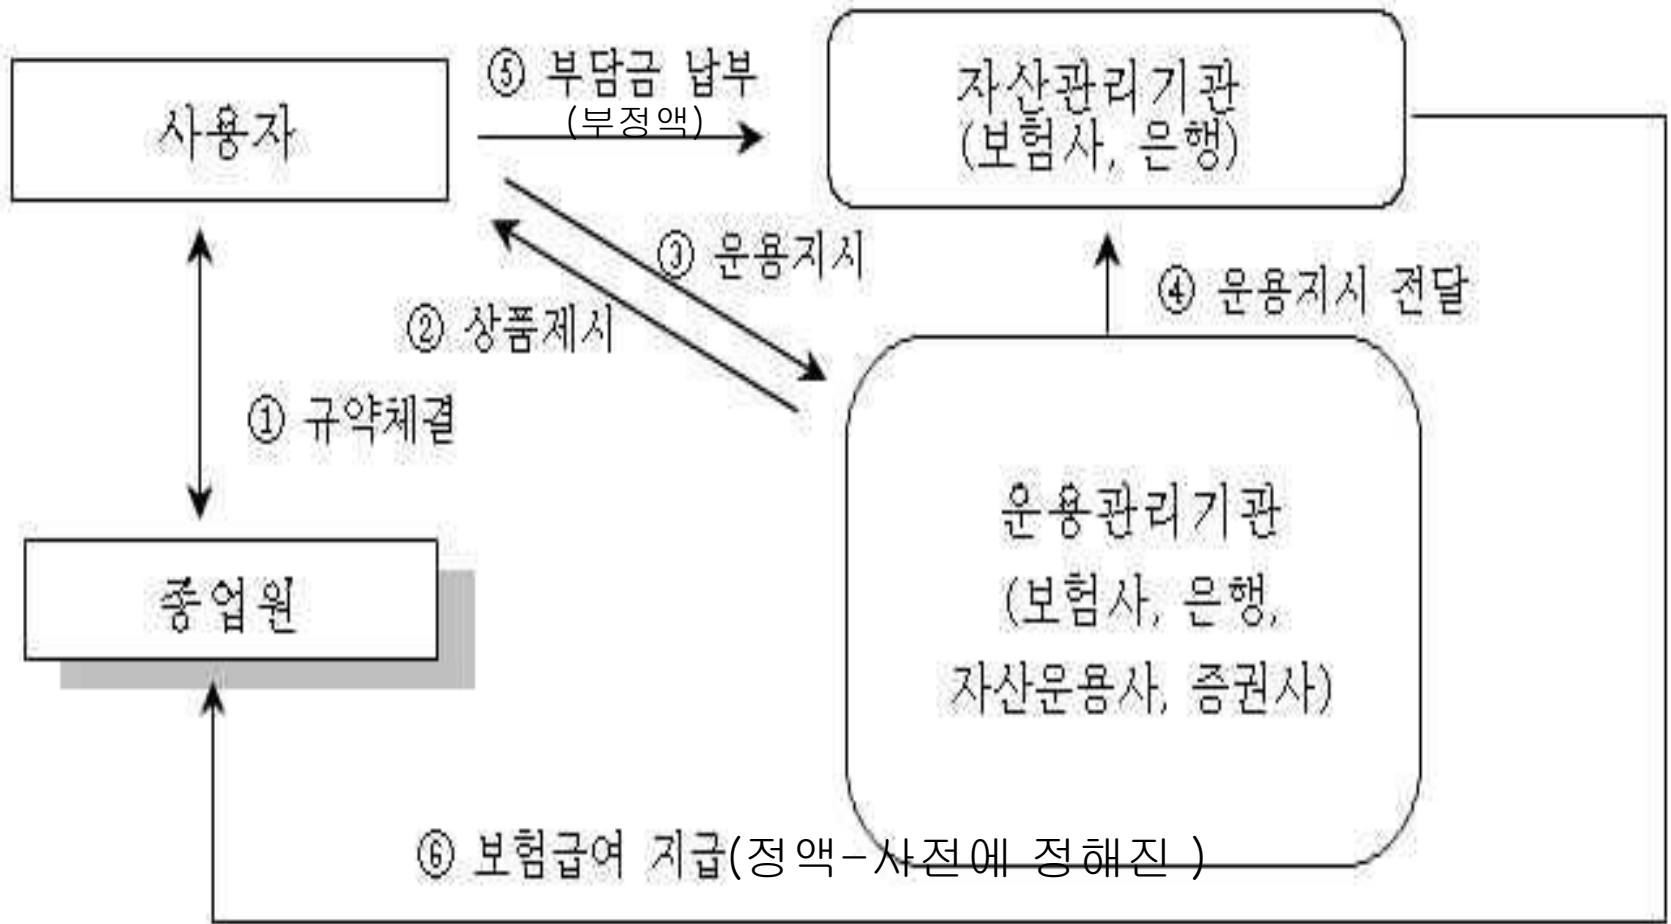 사용자
⑤ 부담금 납부
(부정액)
자산관리기관
(보험사, 은행)
③ 운용지시
② 상품제시
④ 운용지시 전달
① 규약체결
종업원
운용관리기관
(보험사, 은행,
자산운용사, 증권사)
⑥ 보험급여 지급(정액-사전에 정해진 )